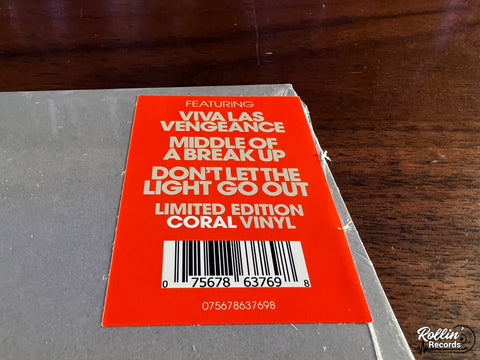 FEATURING
VIVA LAS
VENGEANCE
MIDDLE OF
A BREAK UP
DON'T LET THE
LIGHT GO OUT
LIMITED EDITION
CORAL VINYL
0 75678 63769 8
075678637698
Rollin'
Records